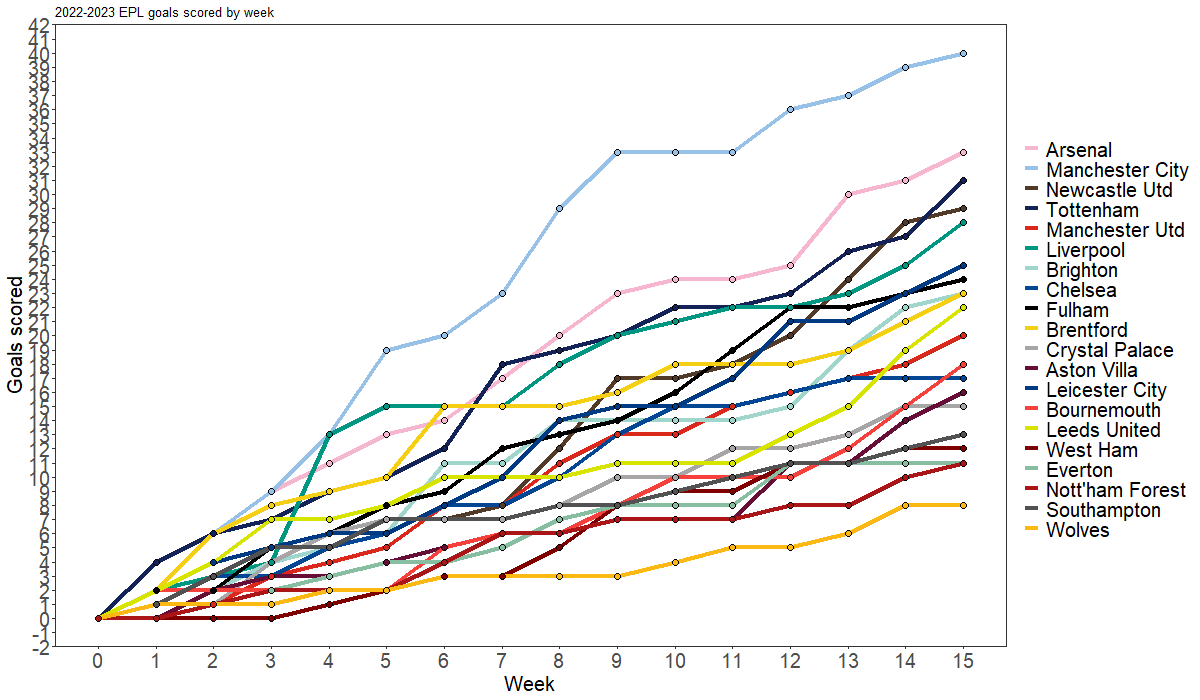 2022-2023 EPL goals scored by week
42
41
40
39
38
37
36
35
34
33
32
31
30
29
28
27
26
25
24
23
22
21
20
19
18
17
16
15
14
13
12
11
10
9
8
7
6
5
4
3
2
1
0
-1
-2
Goals scored
0 1 2 3 4 5 6 7 8 9 10 11 12 13 14 15
Week
Arsenal
Manchester City
Newcastle Utd
Tottenham
Manchester Utd
Liverpool
Brighton
Chelsea
Fulham
Brentford
Crystal Palace
Aston Villa
Leicester City
Bournemouth
Leeds United
West Ham
Everton
Nott'ham Forest
Southampton
Wolves